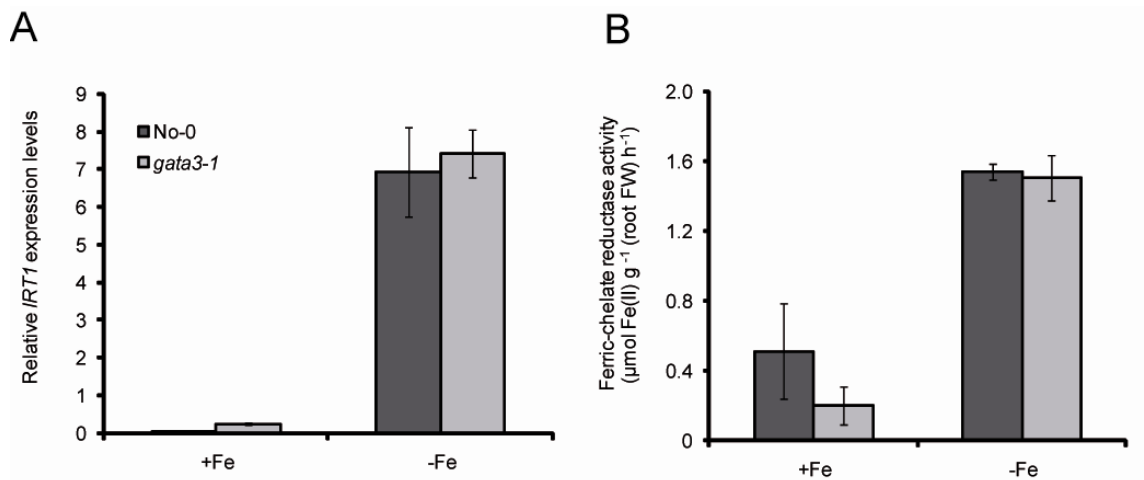 A
Relative IRT1 expression levels
9
8
7
6
5
4
3
2
1
0
No-0
gata3-1
+Fe
-Fe
B
Ferric-chelate reductase activity
(µmol Fe(II) g⁻¹ (root FW) h⁻¹)
2.0
1.6
1.2
0.8
0.4
0
+Fe
-Fe